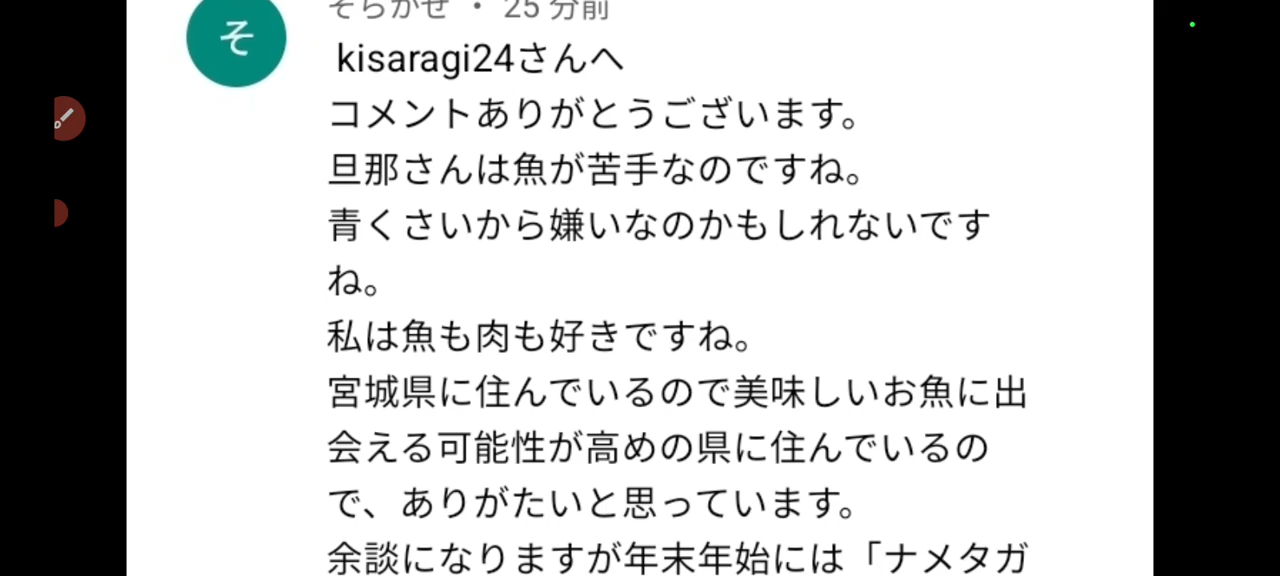 そ
そらかぜ ・ 25 分前
kisaragi24さんへ
コメントありがとうございます。
旦那さんは魚が苦手なのですね。
青くさいから嫌いなのかもしれないです
ね。
私は魚も肉も好きですね。
宮城県に住んでいるので美味しいお魚に出
会える可能性が高めの県に住んでいるの
で、ありがたいと思っています。
余談になりますが年末年始には「ナメタガ